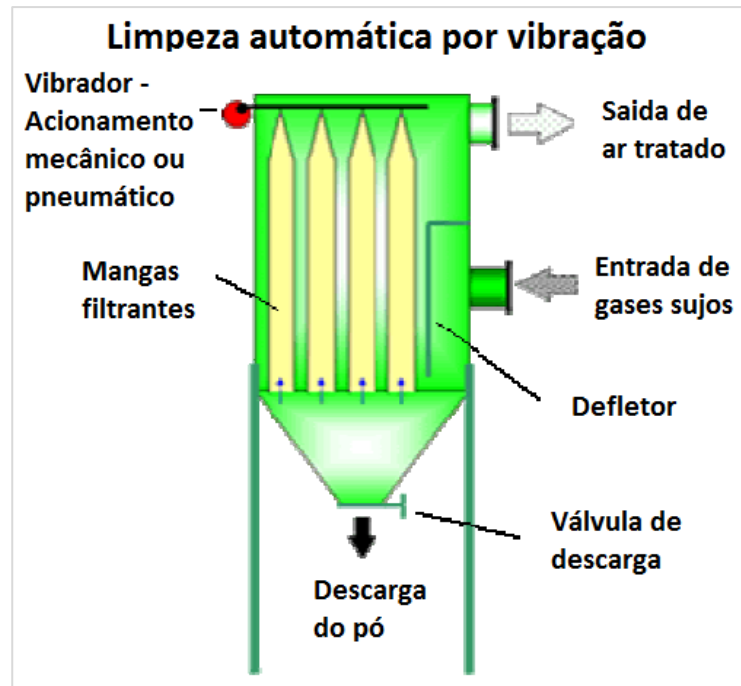 Limpeza automática por vibração
Vibrador -
Acionamento
mecânico ou
pneumático
Saida de
ar tratado
Mangas
filtrantes
Entrada de
gases sujos
Defletor
Válvula de
descarga
Descarga
do pó